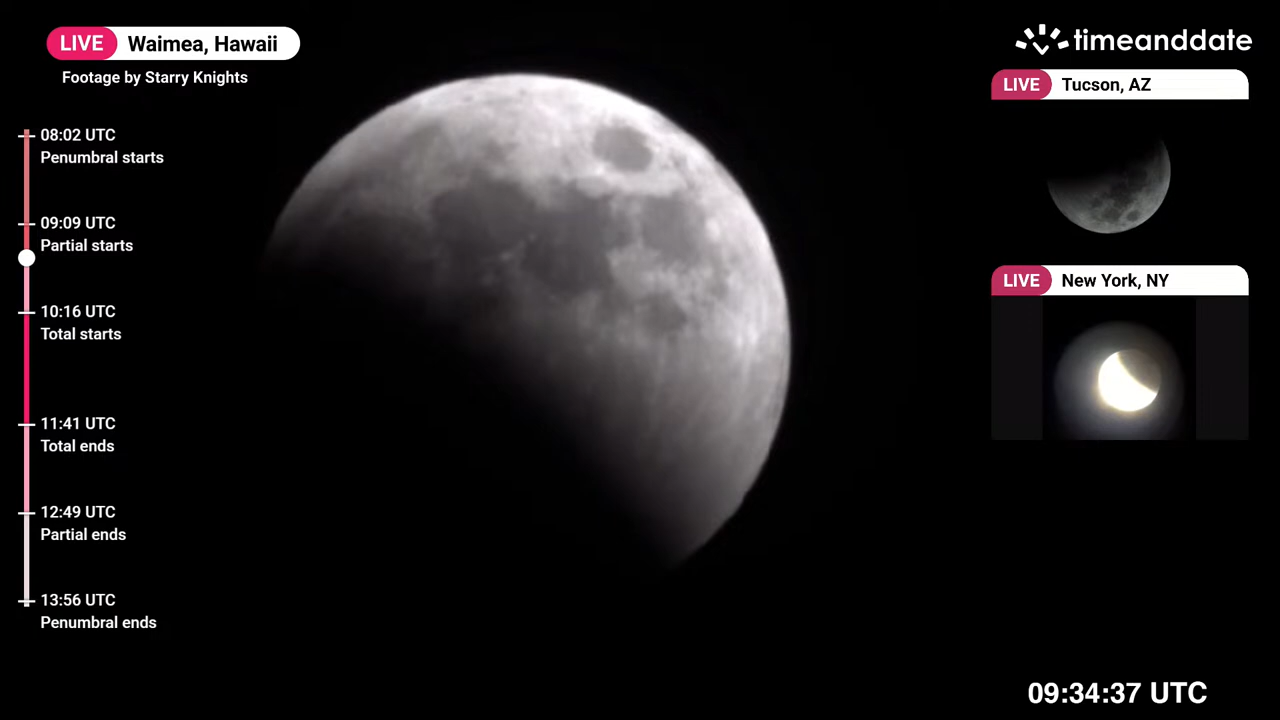 LIVE Waimea, Hawaii
Footage by Starry Knights
08:02 UTC
Penumbral starts
09:09 UTC
Partial starts
10:16 UTC
Total starts
11:41 UTC
Total ends
12:49 UTC
Partial ends
13:56 UTC
Penumbral ends
timeanddate
LIVE Tucson, AZ
LIVE New York, NY
09:34:37 UTC